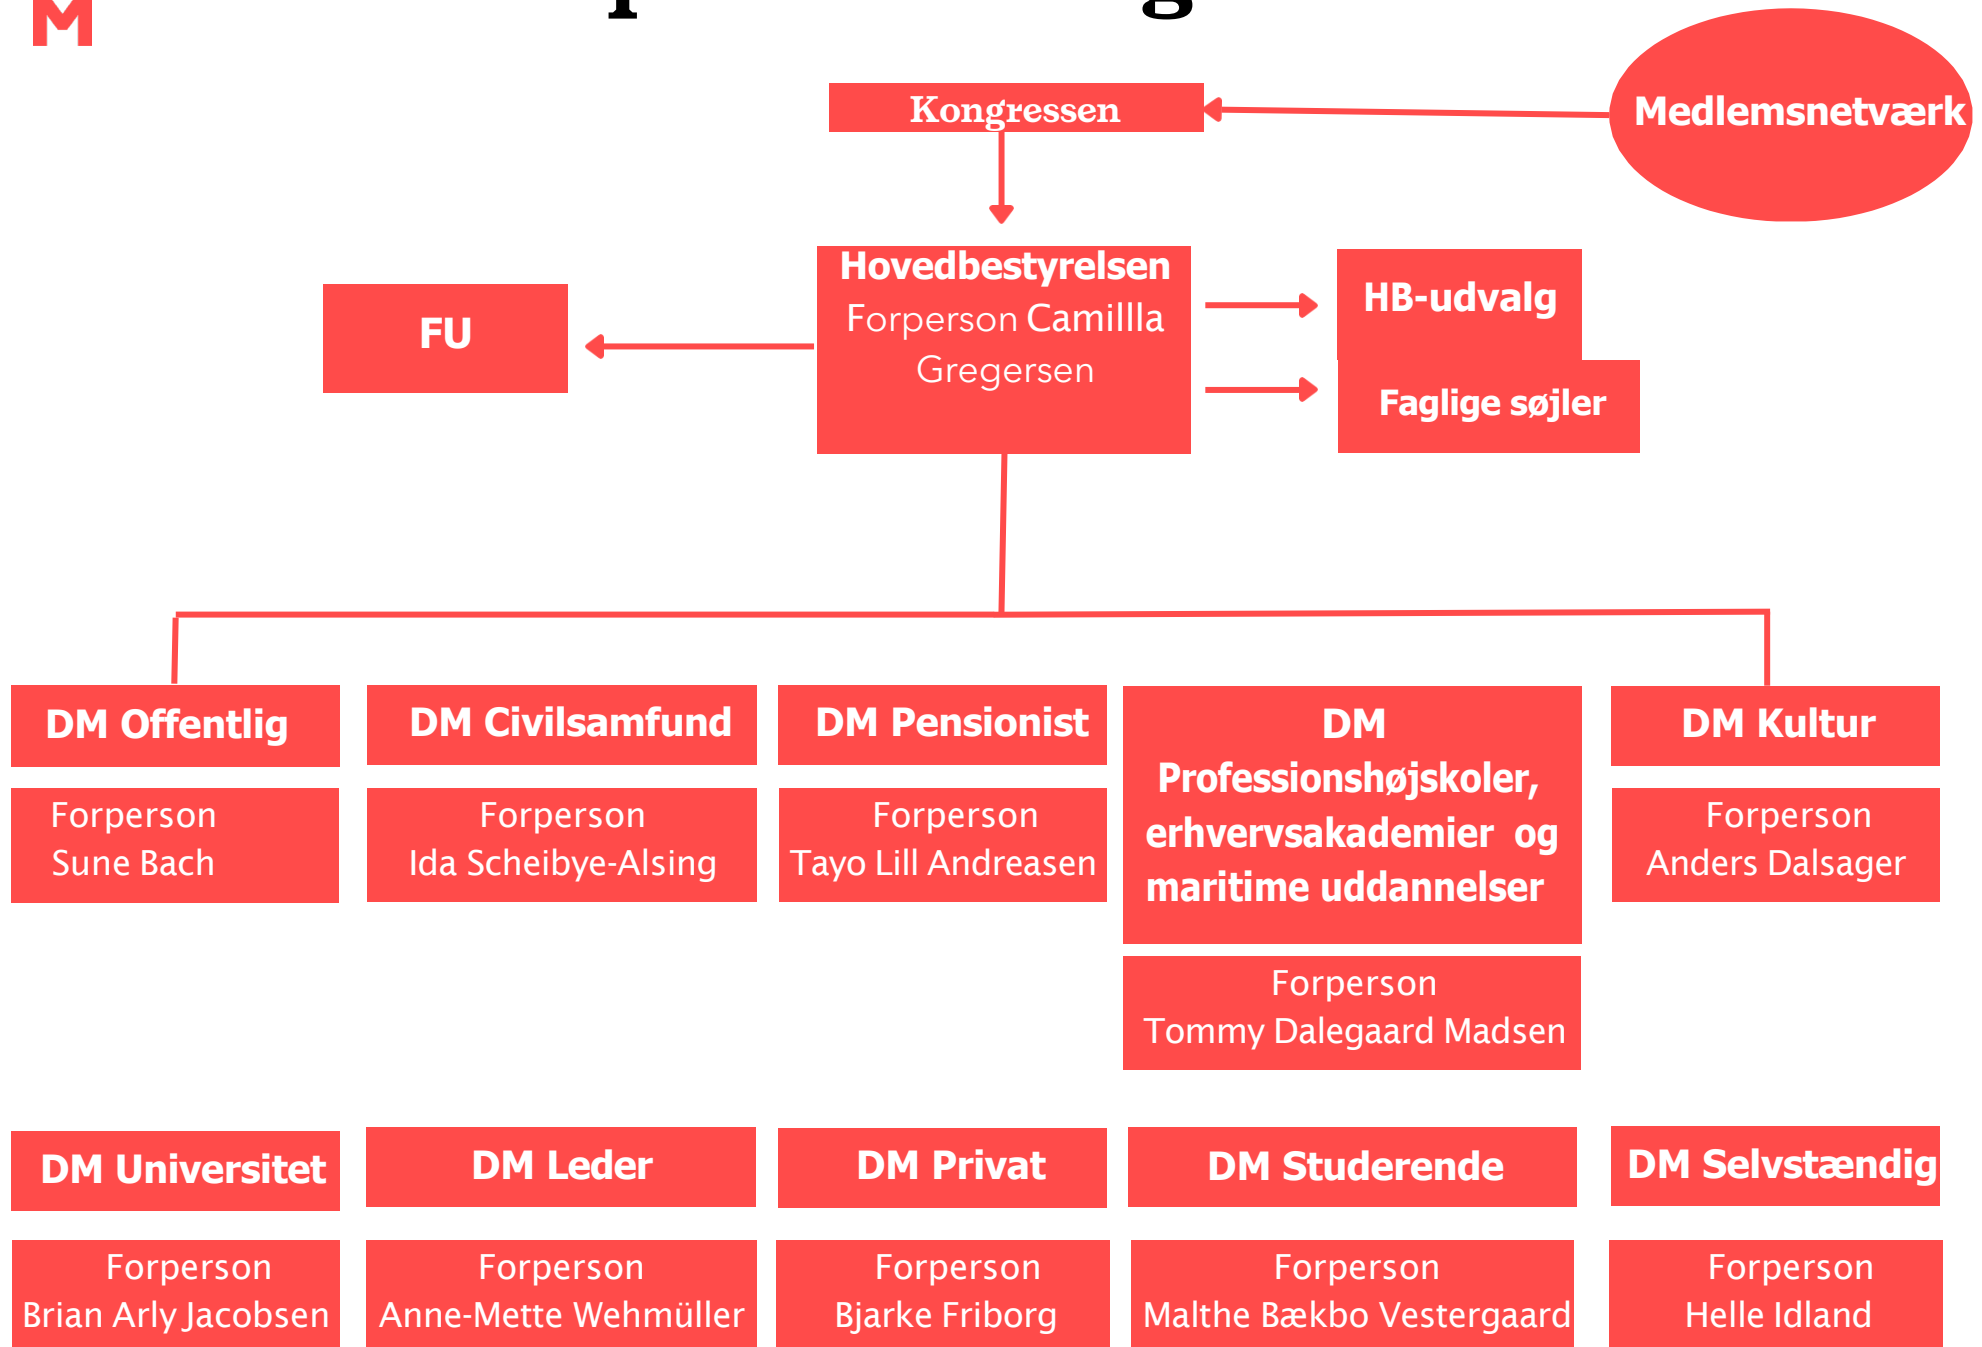 M
Kongressen
Medlemsnetværk
Hovedbestyrelsen
Forperson Camillla
Gregersen
FU
HB-udvalg
Faglige søjler
DM Offentlig
Forperson
Sune Bach
DM Civilsamfund
Forperson
Ida Scheibye-Alsing
DM Pensionist
Forperson
Tayo Lill Andreasen
DM
Professionshøjskoler,
erhvervsakademier og
maritime uddannelser
Forperson
Tommy Dalegaard Madsen
DM Kultur
Forperson
Anders Dalsager
DM Universitet
Forperson
Brian Arly Jacobsen
DM Leder
Forperson
Anne-Mette Wehmüller
DM Privat
Forperson
Bjarke Friborg
DM Studerende
Forperson
Malthe Bækbo Vestergaard
DM Selvstændig
Forperson
Helle Idland